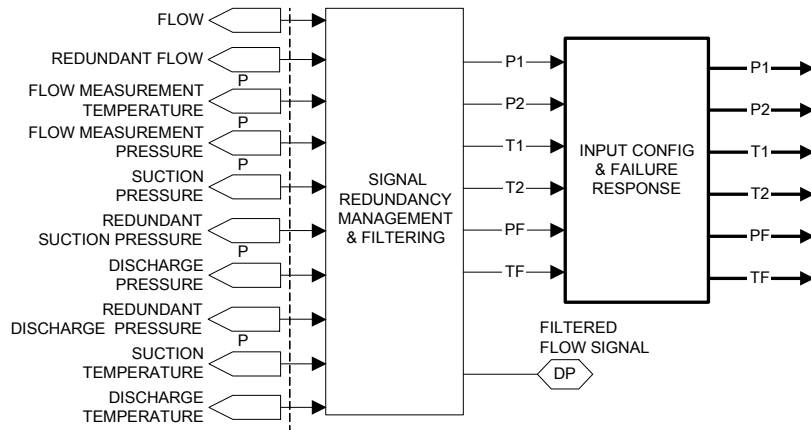 FLOW
REDUNDANT FLOW
P
FLOW MEASUREMENT
TEMPERATURE
P
FLOW MEASUREMENT
PRESSURE
P
SUCTION
PRESSURE
REDUNDANT
SUCTION PRESSURE
P
DISCHARGE
PRESSURE
REDUNDANT
DISCHARGE PRESSURE
P
SUCTION
TEMPERATURE
DISCHARGE
TEMPERATURE
SIGNAL
REDUNDANCY
MANAGEMENT
& FILTERING
P1
P2
T1
T2
PF
TF
FILTERED
FLOW SIGNAL
DP
INPUT CONFIG
& FAILURE
RESPONSE
P1
P2
T1
T2
PF
TF